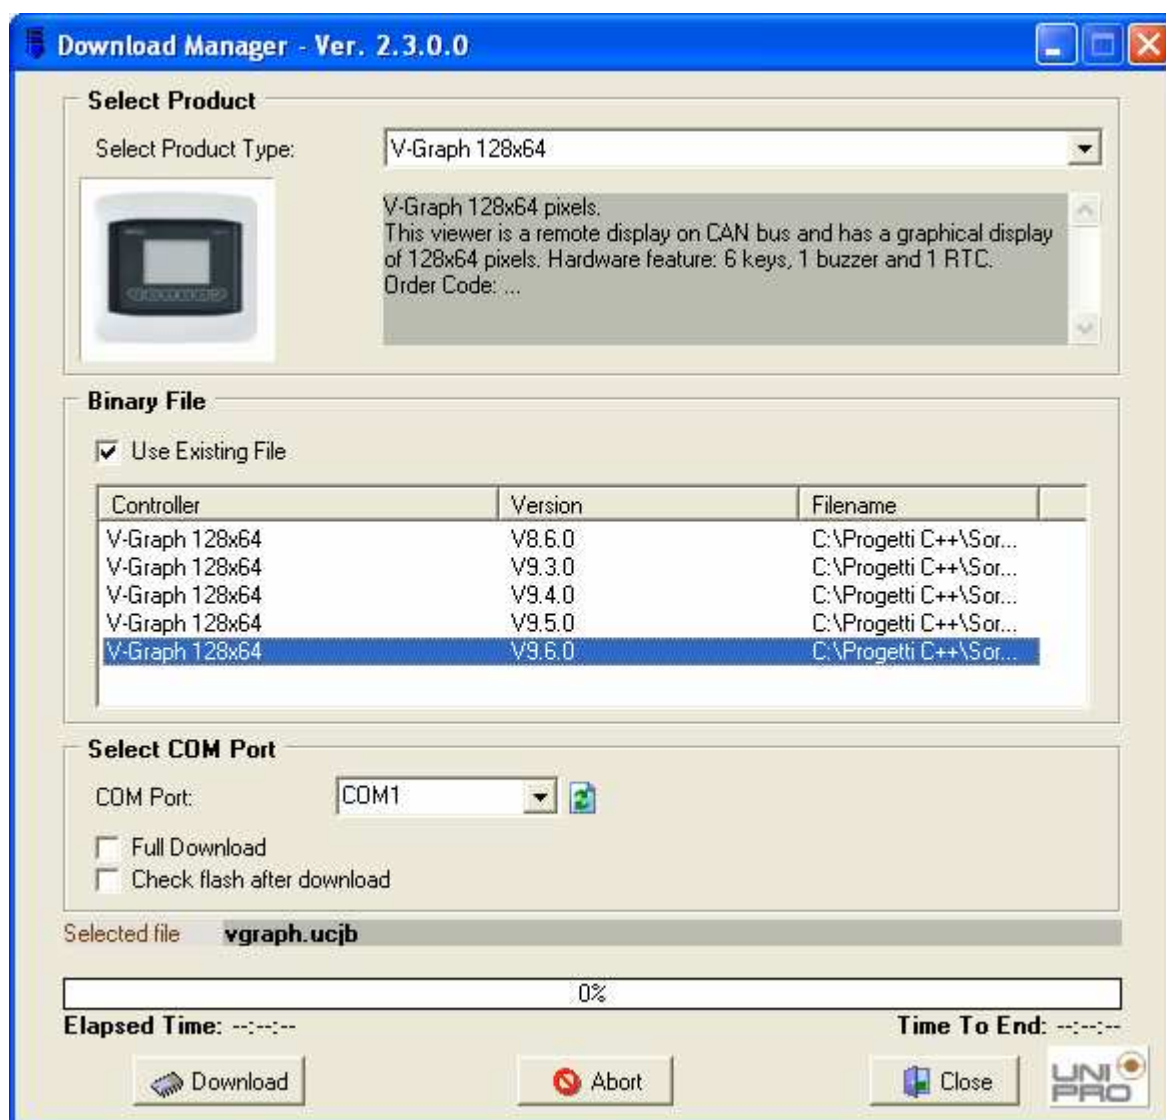 Download Manager - Ver. 2.3.0.0
Select Product
Select Product Type: V-Graph 128x64
V-Graph 128x64 pixels.
This viewer is a remote display on CAN bus and has a graphical display
of 128x64 pixels. Hardware feature: 6 keys, 1 buzzer and 1 RTC.
Order Code: ...
Binary File
Use Existing File
Controller Version Filename
V-Graph 128x64 V8.6.0 C:\Progetti C++\Sor...
V-Graph 128x64 V9.3.0 C:\Progetti C++\Sor...
V-Graph 128x64 V9.4.0 C:\Progetti C++\Sor...
V-Graph 128x64 V9.5.0 C:\Progetti C++\Sor...
V-Graph 128x64 V9.6.0 C:\Progetti C++\Sor...
Select COM Port
COM Port: COM1
Full Download
Check flash after download
Selected file vgraph.ucjb
0%
Elapsed Time: --:--:-- Time To End: --:--:--
Download Abort Close UNI
PRO